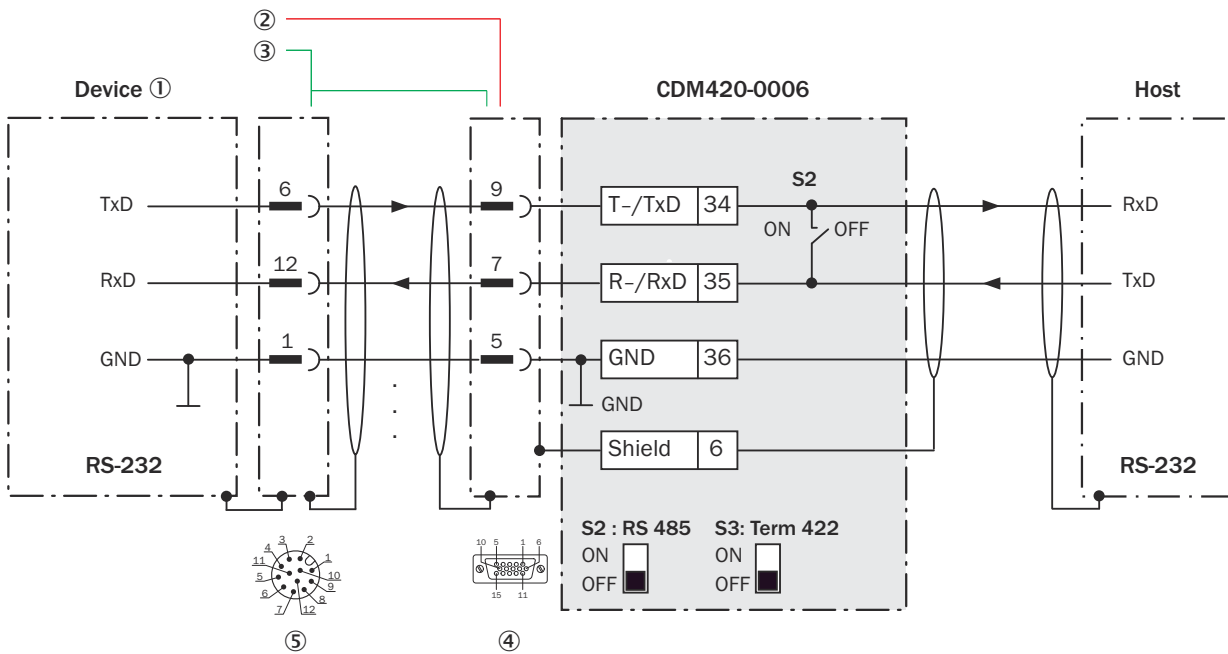 ②
③
Device ①
CDM420-0006
Host
6
9
S2
TxD
T–/TxD 34
RxD
ON OFF
12
7
RxD
R–/RxD 35
TxD
1
5
GND
GND 36
GND
GND
Shield 6
RS-232
RS-232
S2 : RS 485 S3: Term 422
ON ON
OFF OFF
3 2
4 1
11 10
5 9
6 8
7 12
10 5 1 6
15 11
⑤
④